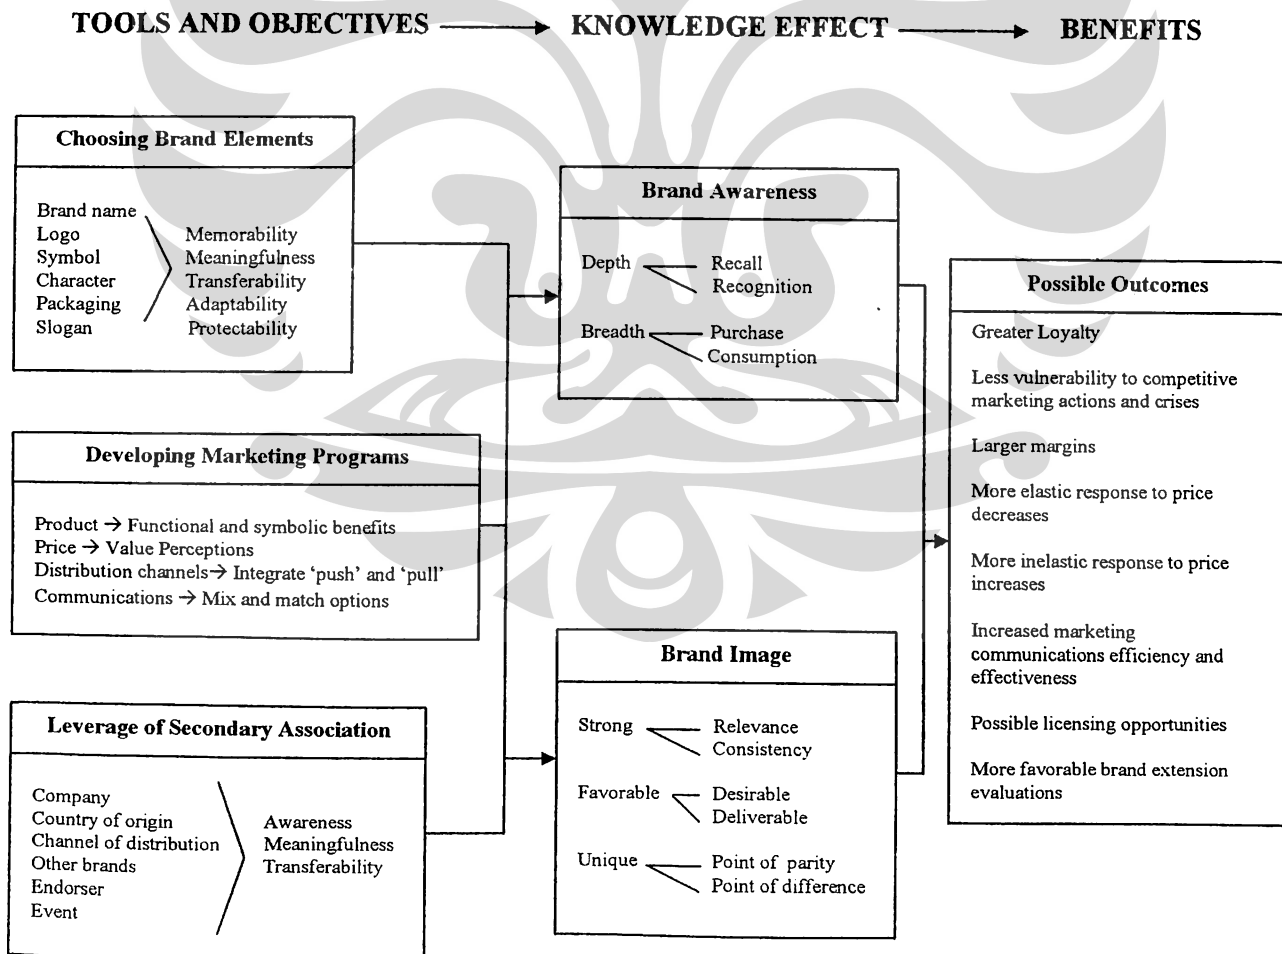 TOOLS AND OBJECTIVES → KNOWLEDGE EFFECT → BENEFITS
Choosing Brand Elements
Brand name
Logo
Symbol
Character
Packaging
Slogan
Memorability
Meaningfulness
Transferability
Adaptability
Protectability
Developing Marketing Programs
Product → Functional and symbolic benefits
Price → Value Perceptions
Distribution channels → Integrate ‘push’ and ‘pull’
Communications → Mix and match options
Leverage of Secondary Association
Company
Country of origin
Channel of distribution
Other brands
Endorser
Event
Awareness
Meaningfulness
Transferability
Brand Awareness
Depth
Recall
Recognition
Breadth
Purchase
Consumption
Brand Image
Strong
Relevance
Consistency
Favorable
Desirable
Deliverable
Unique
Point of parity
Point of difference
Possible Outcomes
Greater Loyalty
Less vulnerability to competitive
marketing actions and crises
Larger margins
More elastic response to price
decreases
More inelastic response to price
increases
Increased marketing
communications efficiency and
effectiveness
Possible licensing opportunities
More favorable brand extension
evaluations